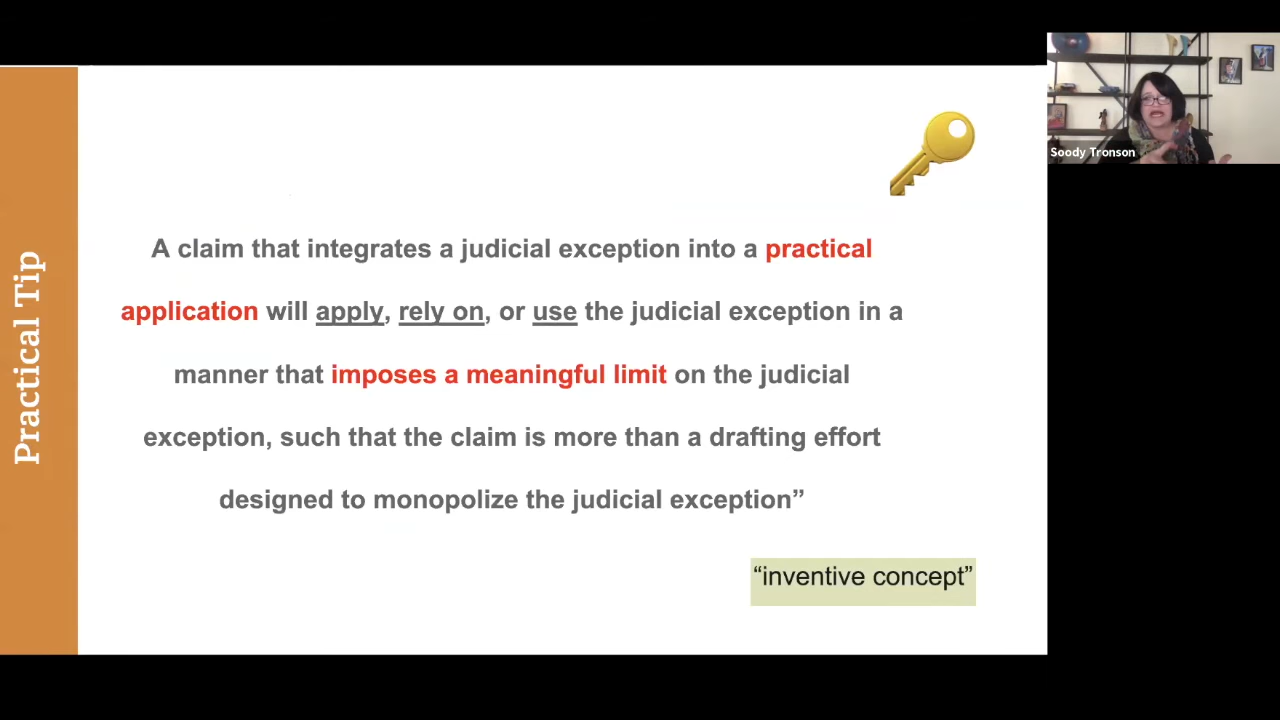 Practical Tip
A claim that integrates a judicial exception into a practical
application will apply, rely on, or use the judicial exception in a
manner that imposes a meaningful limit on the judicial
exception, such that the claim is more than a drafting effort
designed to monopolize the judicial exception”
“inventive concept”
Soody Tronson